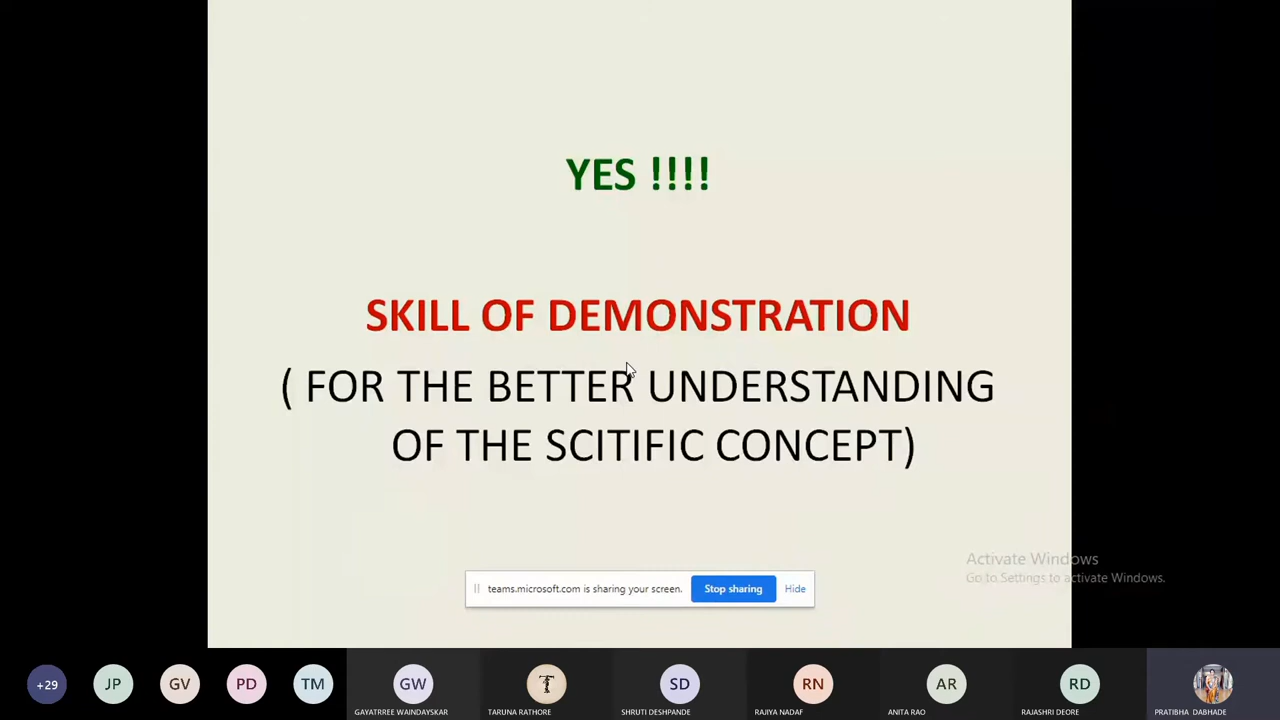 YES !!!!
SKILL OF DEMONSTRATION
( FOR THE BETTER UNDERSTANDING
OF THE SCITIFIC CONCEPT)
Activate Windows
Go to Settings to activate Windows.
teams.microsoft.com is sharing your screen.
Stop sharing
Hide
+29
JP
GV
PD
TM
GW
GAYATRREE WAINDAYSKAR
T
TARUNA RATHORE
SD
SHRUTI DESHPANDE
RN
RAJIYA NADAF
AR
ANITA RAO
RD
RAJASHRI DEORE
PRATIBHA DABHADE